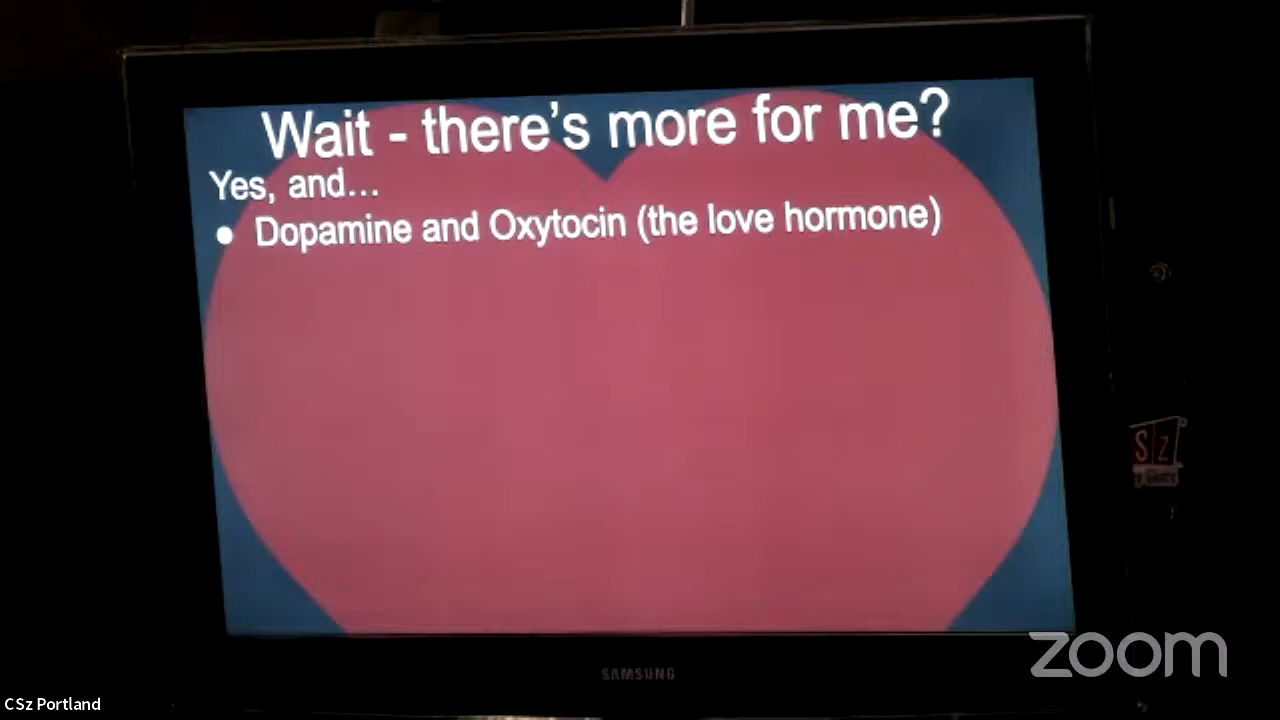 Wait - there's more for me?
Yes, and...
● Dopamine and Oxytocin (the love hormone)
SAMSUNG
S z
zoom
CSz Portland